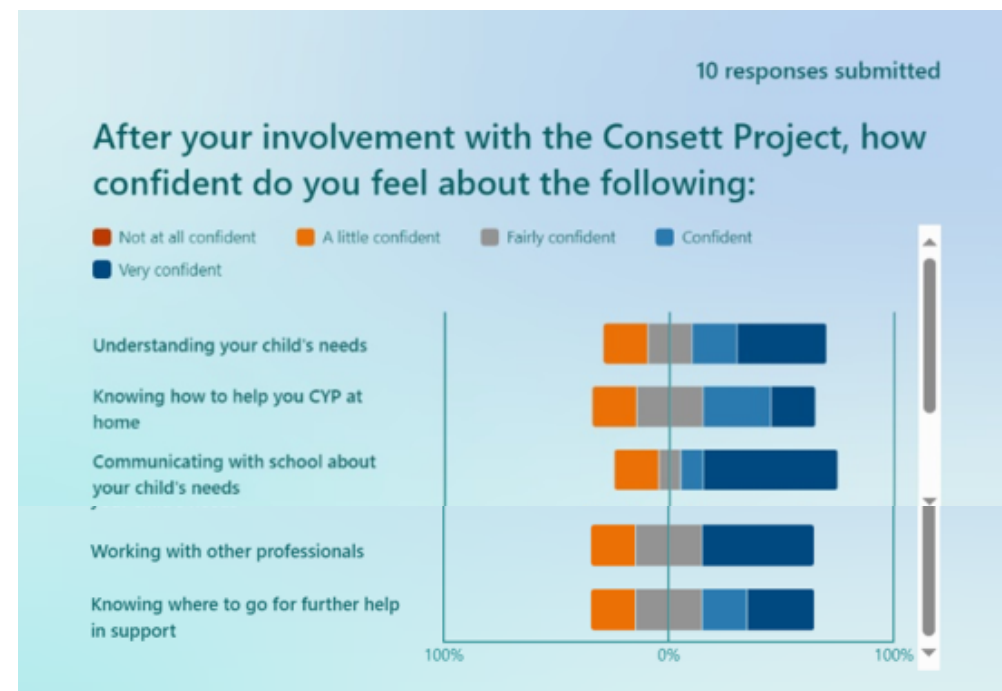 10 responses submitted
After your involvement with the Consett Project, how
confident do you feel about the following:
Not at all confident A little confident Fairly confident Confident
Very confident
Understanding your child's needs
Knowing how to help you CYP at
home
Communicating with school about
your child's needs
Working with other professionals
Knowing where to go for further help
in support
100% 0% 100%